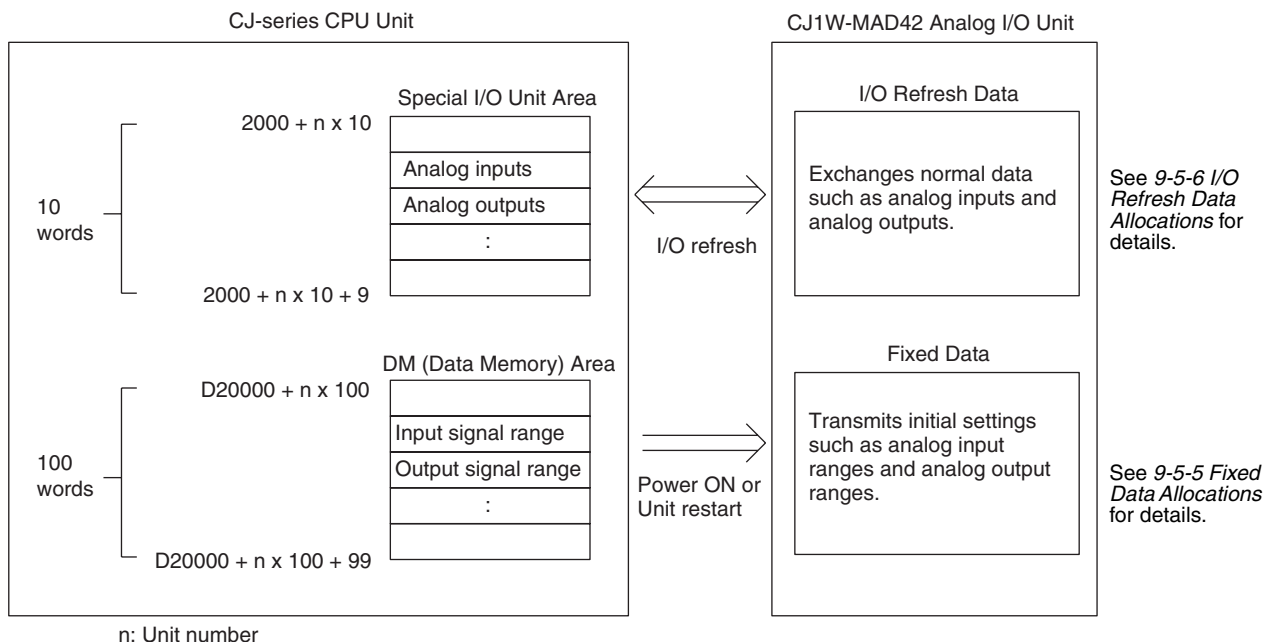 CJ-series CPU Unit
CJ1W-MAD42 Analog I/O Unit
Special I/O Unit Area
I/O Refresh Data
2000 + n x 10
Analog inputs
Analog outputs
:
10
words
2000 + n x 10 + 9
I/O refresh
Exchanges normal data
such as analog inputs and
analog outputs.
See 9-5-6 I/O
Refresh Data
Allocations for
details.
DM (Data Memory) Area
Fixed Data
D20000 + n x 100
Input signal range
Output signal range
:
100
words
D20000 + n x 100 + 99
Power ON or
Unit restart
Transmits initial settings
such as analog input
ranges and analog output
ranges.
See 9-5-5 Fixed
Data Allocations
for details.
n: Unit number